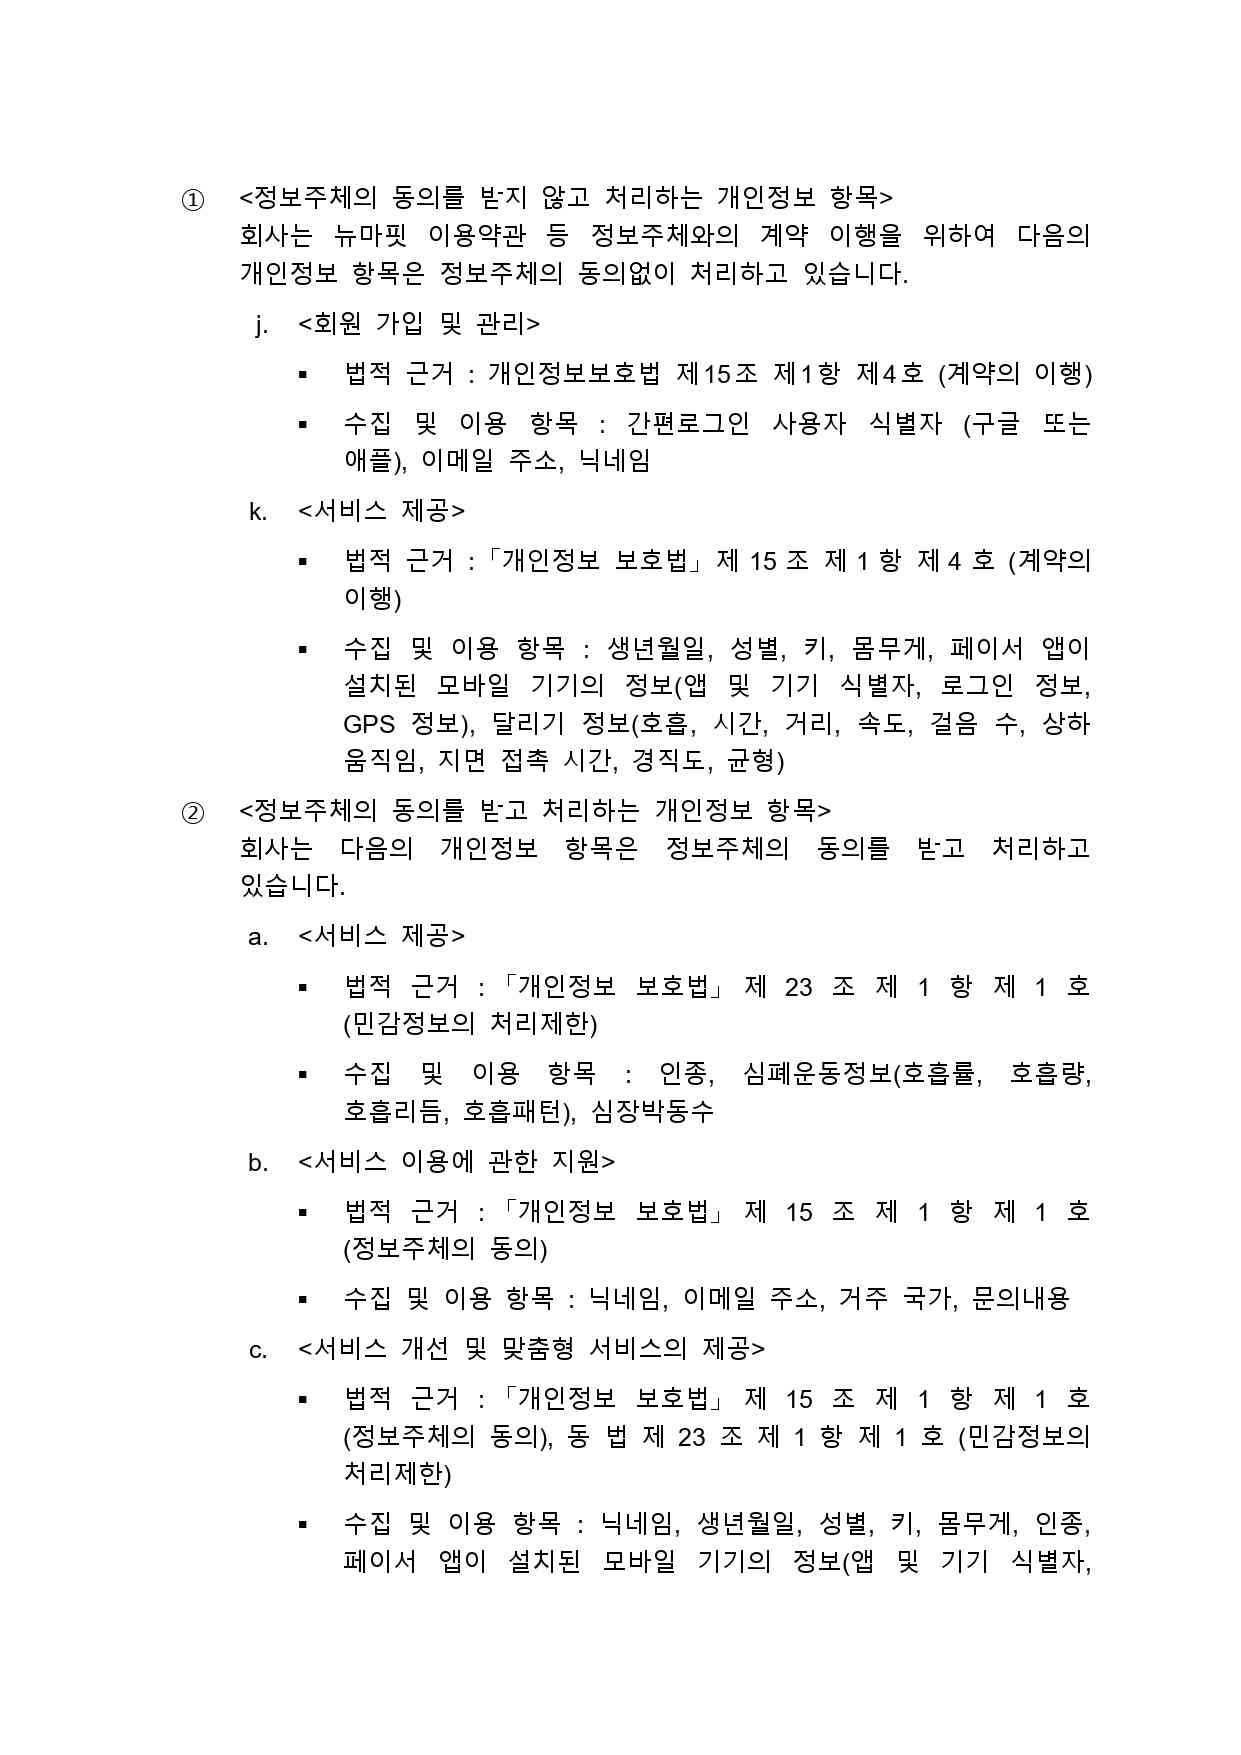 ① <정보주체의 동의를 받지 않고 처리하는 개인정보 항목>
회사는 뉴마핏 이용약관 등 정보주체와의 계약 이행을 위하여 다음의
개인정보 항목은 정보주체의 동의없이 처리하고 있습니다.
j. <회원 가입 및 관리>
▪ 법적 근거 : 개인정보보호법 제15조 제1항 제4호 (계약의 이행)
▪ 수집 및 이용 항목 : 간편로그인 사용자 식별자 (구글 또는
애플), 이메일 주소, 닉네임
k. <서비스 제공>
▪ 법적 근거 :「개인정보 보호법」제 15 조 제 1 항 제 4 호 (계약의
이행)
▪ 수집 및 이용 항목 : 생년월일, 성별, 키, 몸무게, 페이서 앱이
설치된 모바일 기기의 정보(앱 및 기기 식별자, 로그인 정보,
GPS 정보), 달리기 정보(호흡, 시간, 거리, 속도, 걸음 수, 상하
움직임, 지면 접촉 시간, 경직도, 균형)
② <정보주체의 동의를 받고 처리하는 개인정보 항목>
회사는 다음의 개인정보 항목은 정보주체의 동의를 받고 처리하고
있습니다.
a. <서비스 제공>
▪ 법적 근거 :「개인정보 보호법」 제 23 조 제 1 항 제 1 호
(민감정보의 처리제한)
▪ 수집 및 이용 항목 : 인종, 심폐운동정보(호흡률, 호흡량,
호흡리듬, 호흡패턴), 심장박동수
b. <서비스 이용에 관한 지원>
▪ 법적 근거 :「개인정보 보호법」 제 15 조 제 1 항 제 1 호
(정보주체의 동의)
▪ 수집 및 이용 항목 : 닉네임, 이메일 주소, 거주 국가, 문의내용
c. <서비스 개선 및 맞춤형 서비스의 제공>
▪ 법적 근거 :「개인정보 보호법」 제 15 조 제 1 항 제 1 호
(정보주체의 동의), 동 법 제 23 조 제 1 항 제 1 호 (민감정보의
처리제한)
▪ 수집 및 이용 항목 : 닉네임, 생년월일, 성별, 키, 몸무게, 인종,
페이서 앱이 설치된 모바일 기기의 정보(앱 및 기기 식별자,